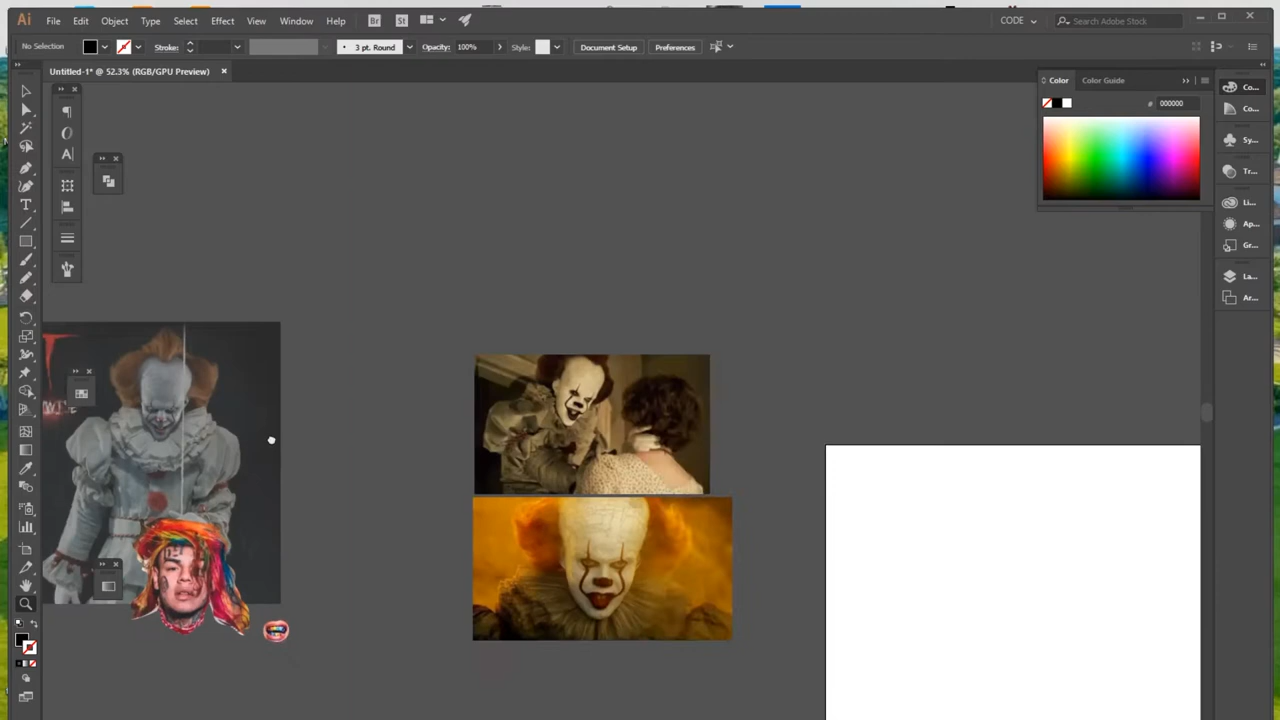 Ai File Edit Object Type Select Effect View Window Help Br St CODE Search Adobe Stock
No Selection Stroke: 3 pt. Round Opacity: 100% Style: Document Setup Preferences
Untitled-1* @ 52.3% (RGB/GPU Preview)
Color Color Guide Co...
# 000000 Co...
Sy...
Tr...
Li...
Ap...
Gr...
La...
Ar...